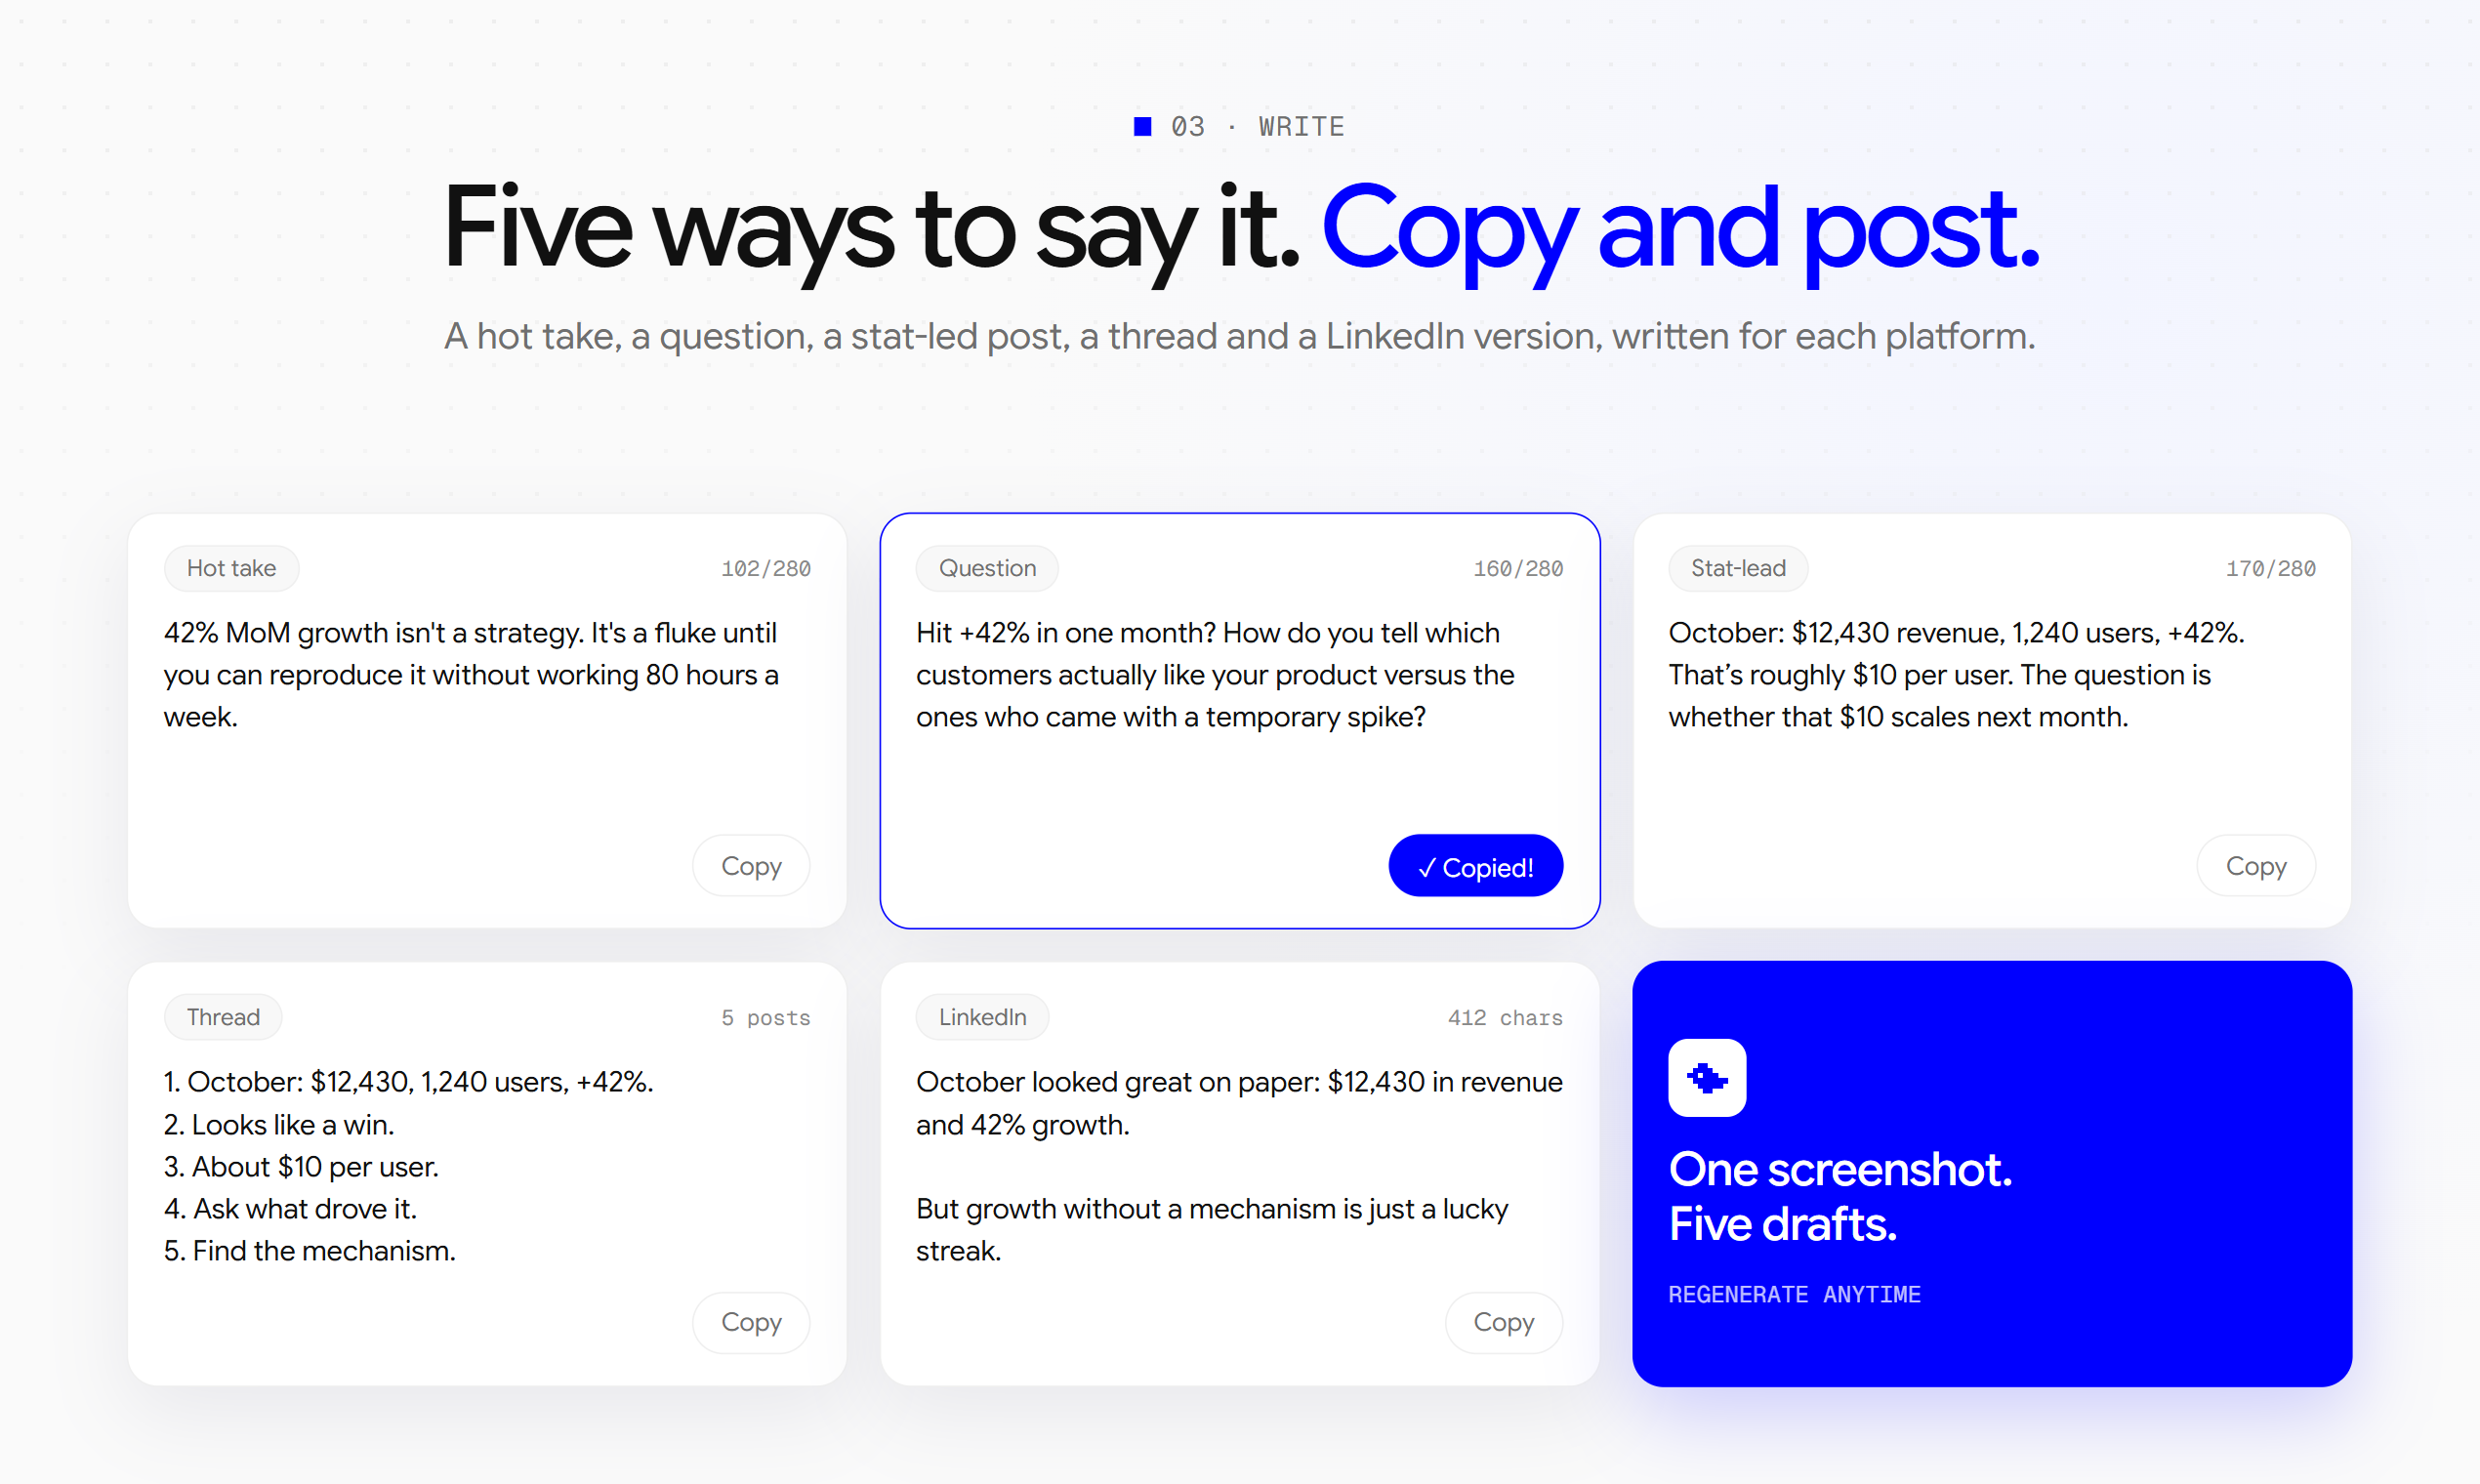 03 · WRITE
Five ways to say it. Copy and post.
A hot take, a question, a stat-led post, a thread and a LinkedIn version, written for each platform.
Hot take
102/280
42% MoM growth isn't a strategy. It's a fluke until
you can reproduce it without working 80 hours a
week.
Copy
Question
160/280
Hit +42% in one month? How do you tell which
customers actually like your product versus the
ones who came with a temporary spike?
✓ Copied!
Stat-lead
170/280
October: $12,430 revenue, 1,240 users, +42%.
That’s roughly $10 per user. The question is
whether that $10 scales next month.
Copy
Thread
5 posts
1. October: $12,430, 1,240 users, +42%.
2. Looks like a win.
3. About $10 per user.
4. Ask what drove it.
5. Find the mechanism.
Copy
LinkedIn
412 chars
October looked great on paper: $12,430 in revenue
and 42% growth.
But growth without a mechanism is just a lucky
streak.
Copy
One screenshot.
Five drafts.
REGENERATE ANYTIME